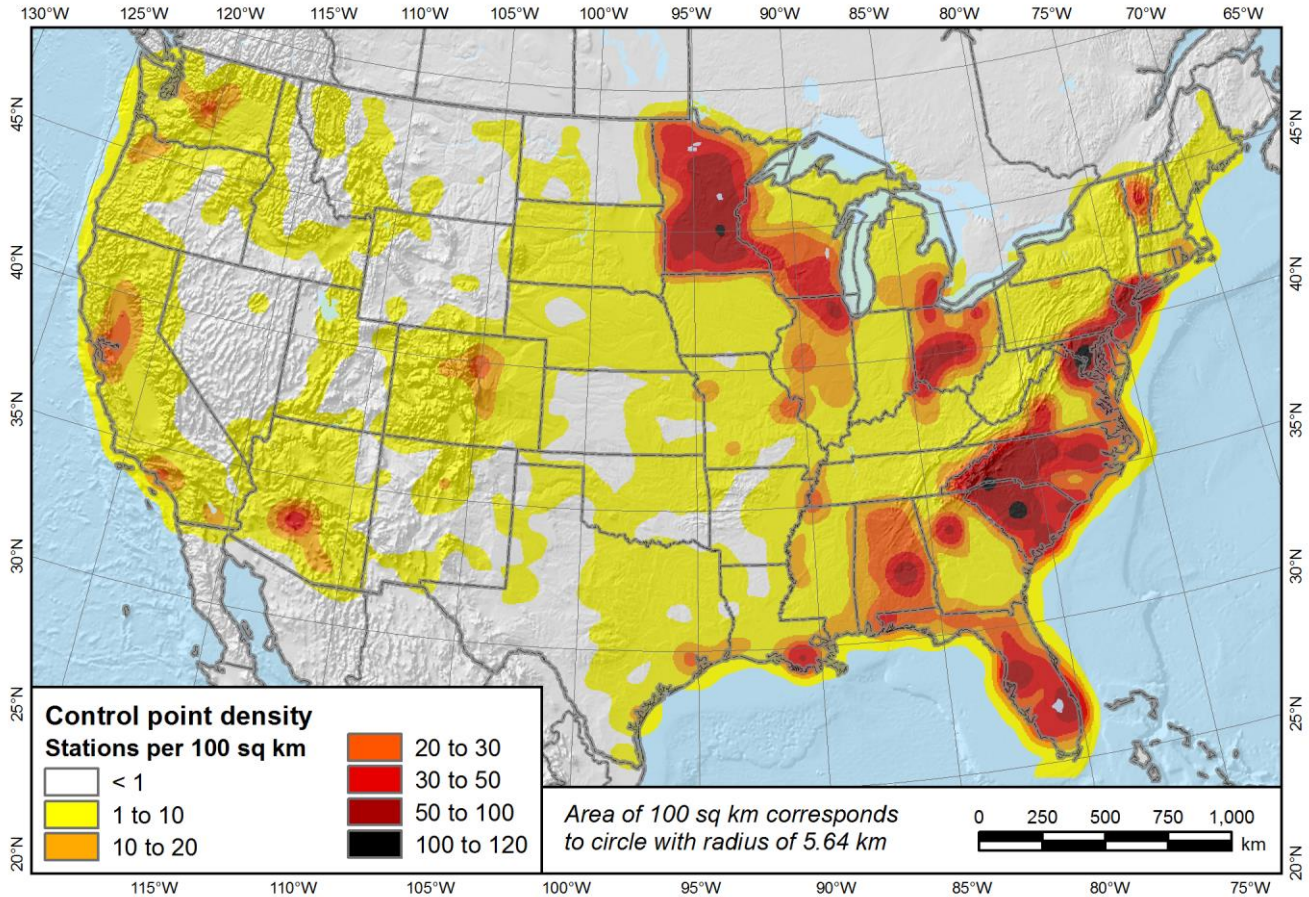 130°W 125°W 120°W 115°W 110°W 105°W 100°W 95°W 90°W 85°W 80°W 75°W 70°W 65°W
45°N 45°N
40°N 40°N
35°N 35°N
30°N 30°N
25°N 25°N
20°N 20°N
Control point density
Stations per 100 sq km
< 1
1 to 10
10 to 20
20 to 30
30 to 50
50 to 100
100 to 120
Area of 100 sq km corresponds
to circle with radius of 5.64 km
0 250 500 750 1,000
km
115°W 110°W 105°W 100°W 95°W 90°W 85°W 80°W 75°W